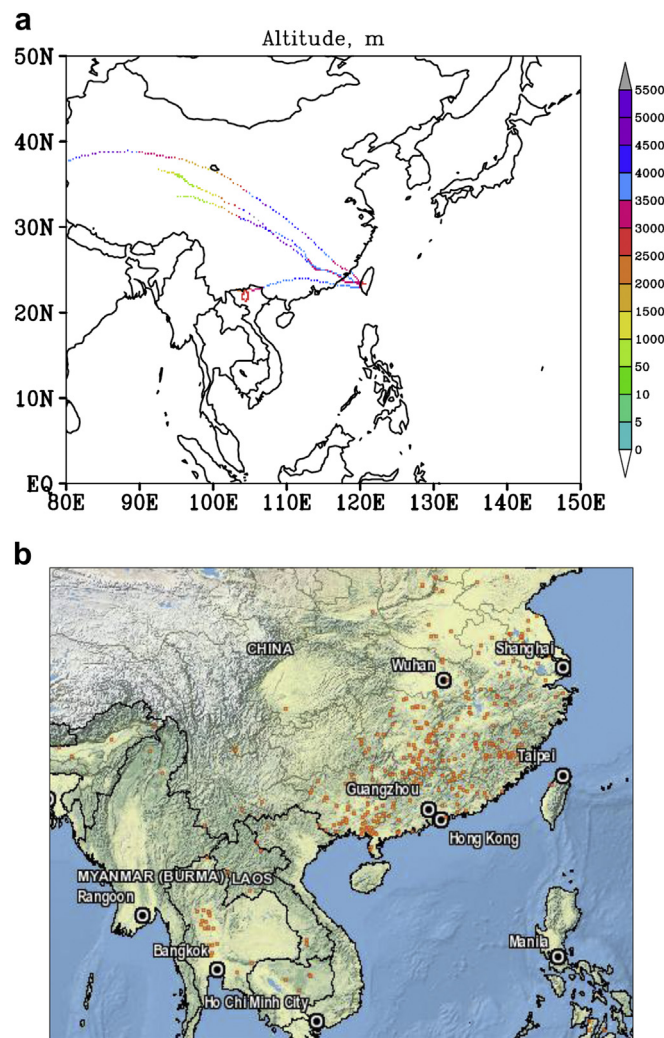 a
Altitude, m
50N
40N
30N
20N
10N
EQ
80E 90E 100E 110E 120E 130E 140E 150E
5500
5000
4500
4000
3500
3000
2500
2000
1500
1000
50
10
5
0
b
CHINA
Wuhan
Shanghai
Taipei
Guangzhou
Hong Kong
MYANMAR (BURMA)
LAOS
Rangoon
Bangkok
Manila
Ho Chi Minh City